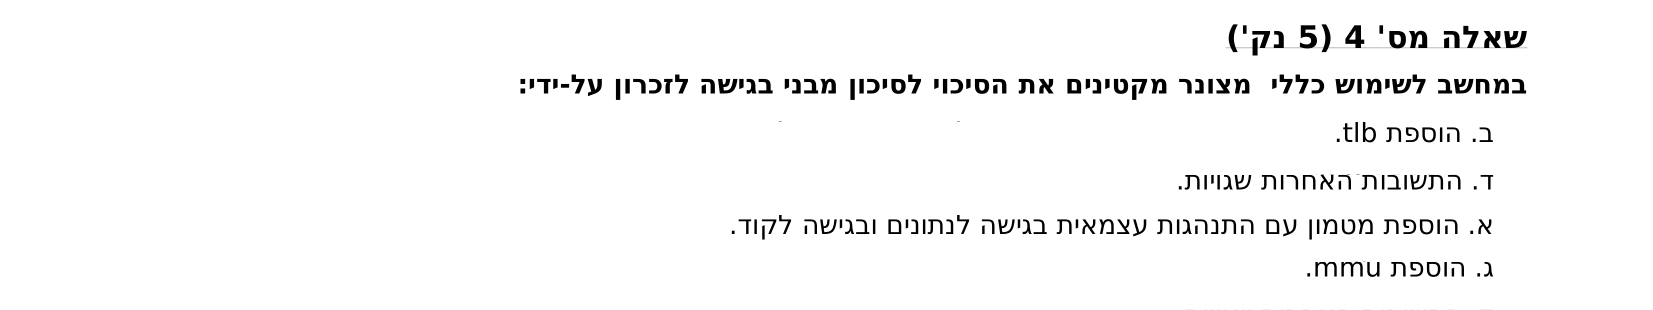 שאלה מס' 4 (5 נק')
במחשב לשימוש כללי מצונר מקטינים את הסיכוי לסיכון מבני בגישה לזכרון על-ידי:
ב. הוספת tlb.
ד. התשובות האחרות שגויות.
א. הוספת מטמון עם התנהגות עצמאית בגישה לנתונים ובגישה לקוד.
ג. הוספת mmu.